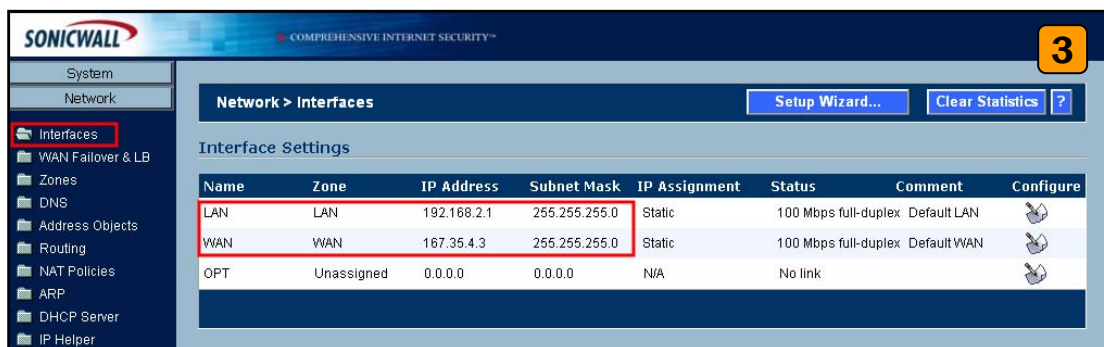 SONICWALL
COMPREHENSIVE INTERNET SECURITY™
3
System
Network
Interfaces
WAN Failover & LB
Zones
DNS
Address Objects
Routing
NAT Policies
ARP
DHCP Server
IP Helper
Network > Interfaces
Setup Wizard...
Clear Statistics
?
Interface Settings
Name Zone IP Address Subnet Mask IP Assignment Status Comment Configure
LAN LAN 192.168.2.1 255.255.255.0 Static 100 Mbps full-duplex Default LAN
WAN WAN 167.35.4.3 255.255.255.0 Static 100 Mbps full-duplex Default WAN
OPT Unassigned 0.0.0.0 0.0.0.0 N/A No link